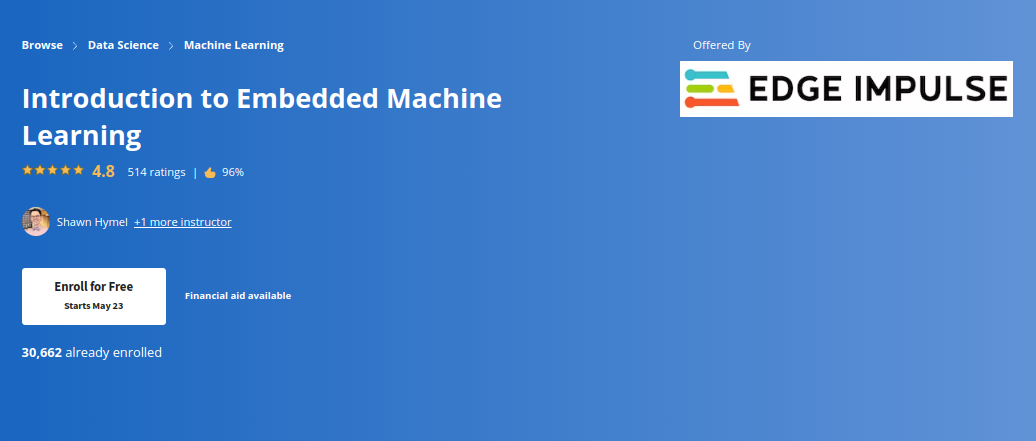 Browse > Data Science > Machine Learning
Offered By
EDGE IMPULSE
Introduction to Embedded Machine
Learning
4.8 514 ratings | 96%
Shawn Hymel +1 more instructor
Enroll for Free
Starts May 23
Financial aid available
30,662 already enrolled